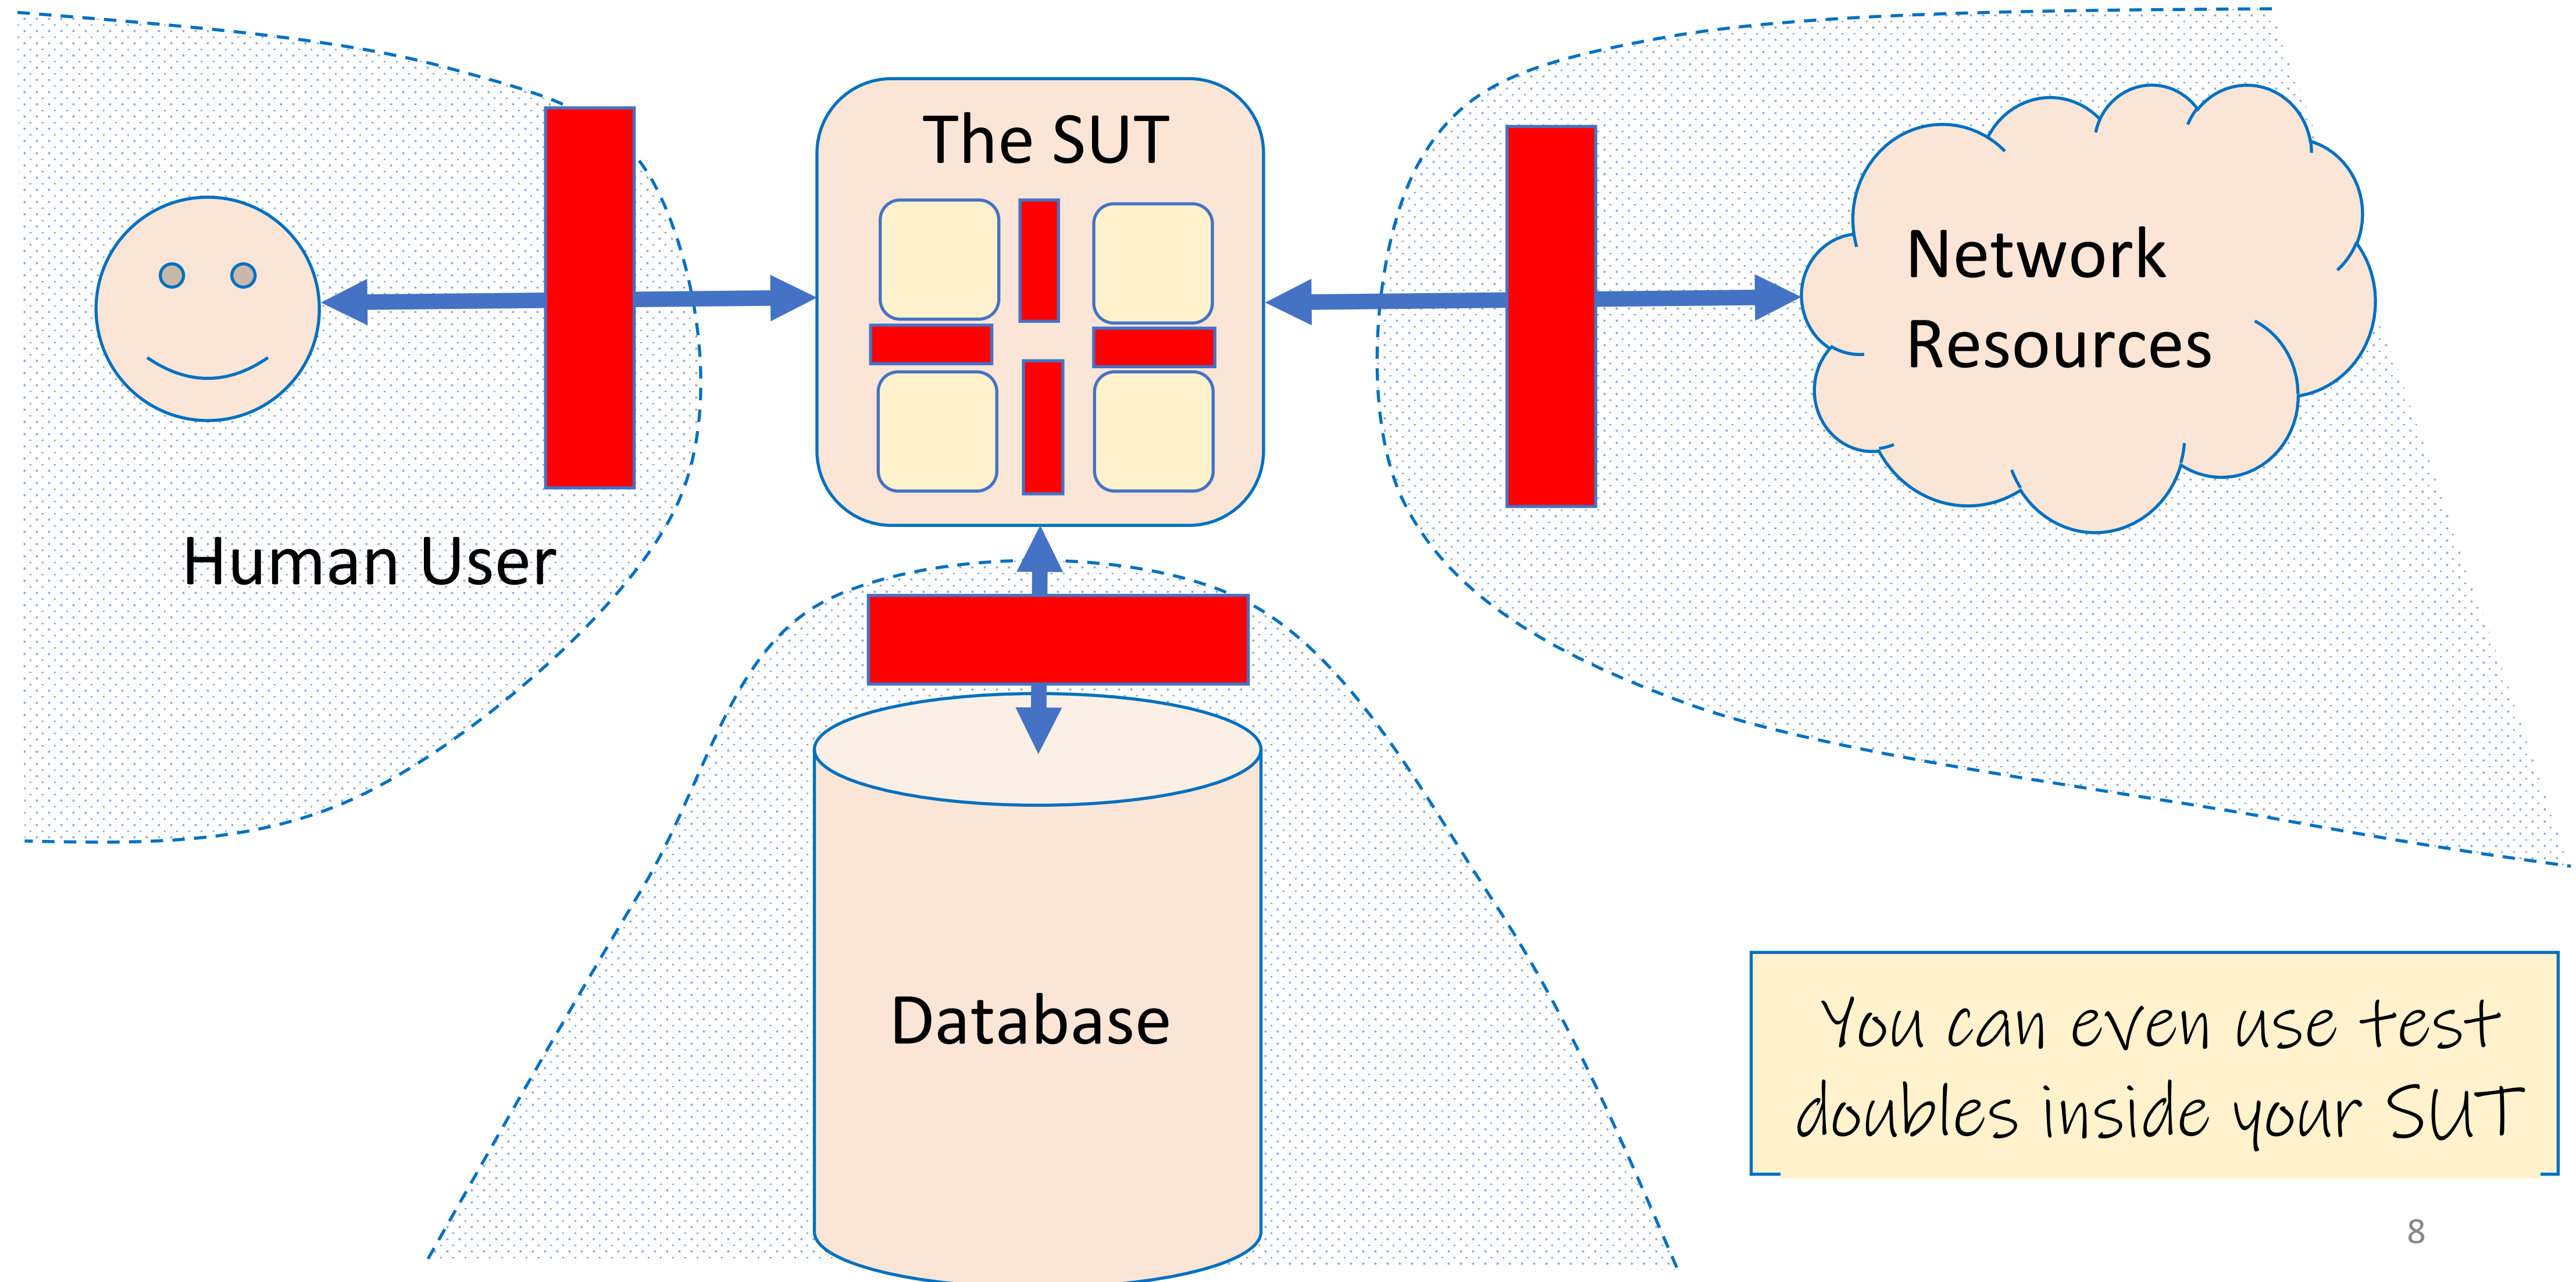 The SUT
Network
Resources
Human User
Database
You can even use test
doubles inside your SUT
8